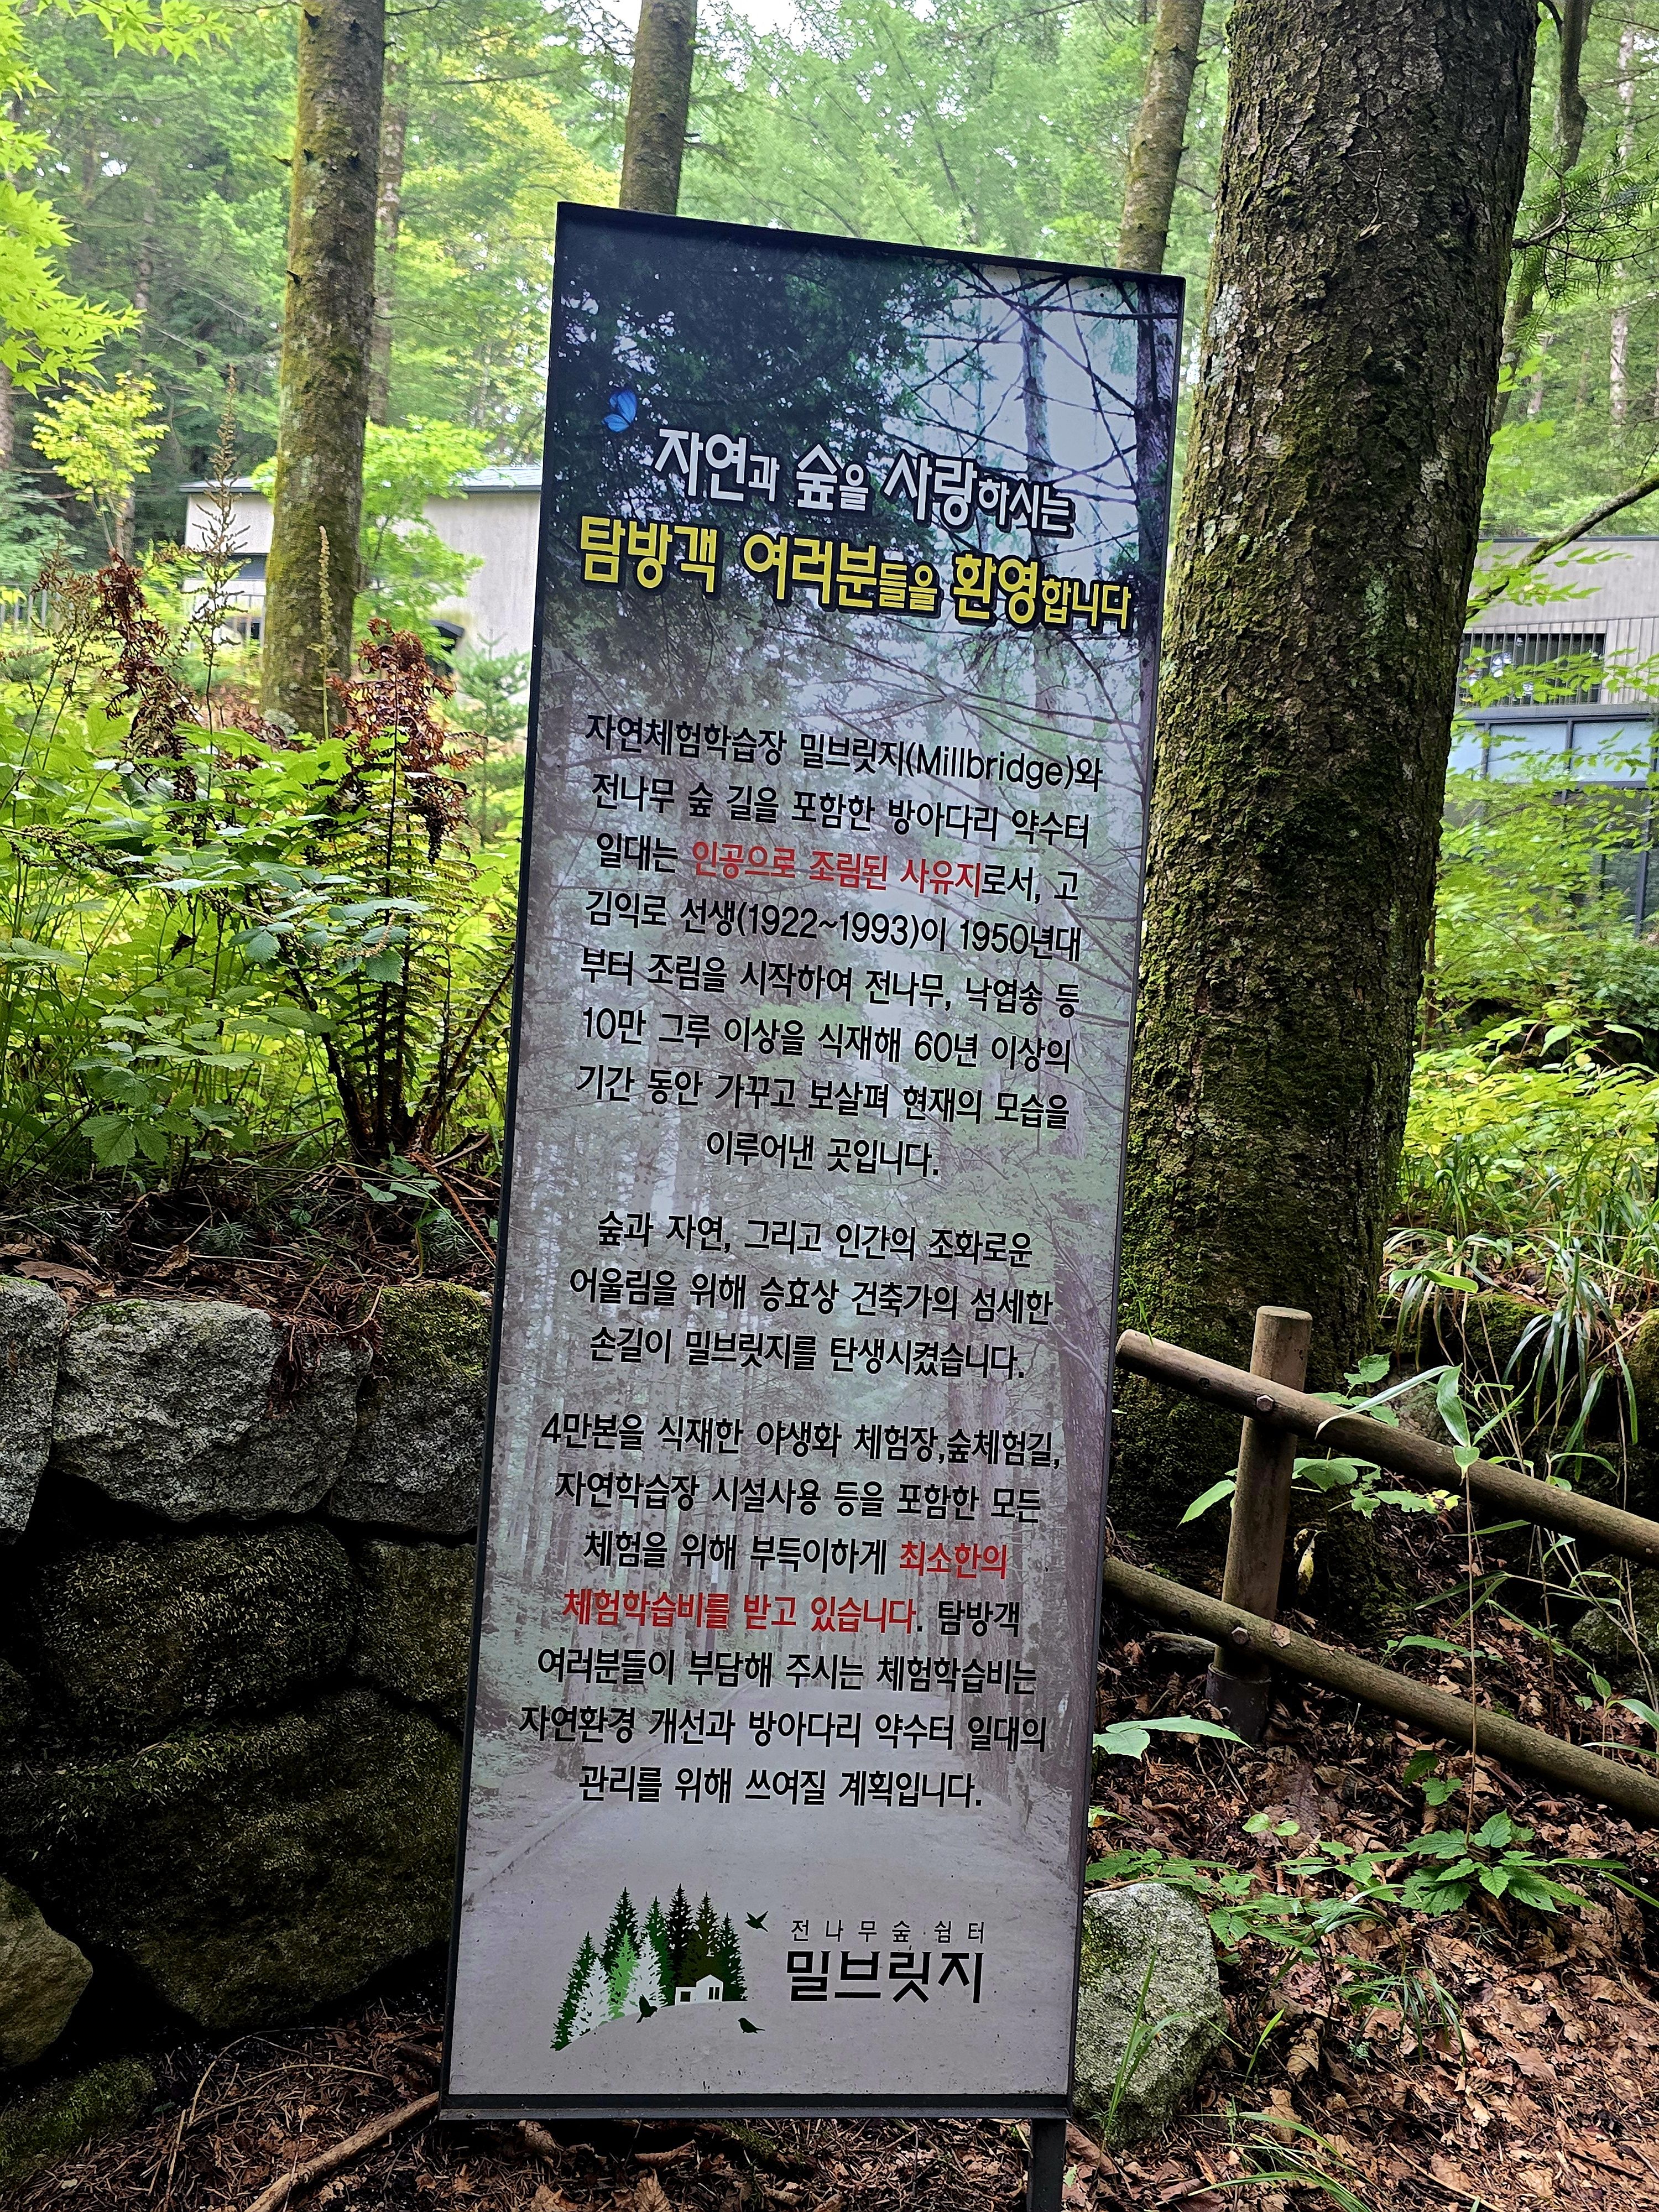 자연과 숲을 사랑하시는
탐방객 여러분들을 환영합니다
자연체험학습장 밀브릿지(Millbridge)와
전나무 숲 길을 포함한 방아다리 약수터
일대는 인공으로 조림된 사유지로서, 고
김익로 선생(1922~1993)이 1950년대
부터 조림을 시작하여 전나무, 낙엽송 등
10만 그루 이상을 식재해 60년 이상의
기간 동안 가꾸고 보살펴 현재의 모습을
이루어낸 곳입니다.
숲과 자연, 그리고 인간의 조화로운
어울림을 위해 승효상 건축가의 섬세한
손길이 밀브릿지를 탄생시켰습니다.
4만본을 식재한 야생화 체험장,숲체험길,
자연학습장 시설사용 등을 포함한 모든
체험을 위해 부득이하게 최소한의
체험학습비를 받고 있습니다. 탐방객
여러분들이 부담해 주시는 체험학습비는
자연환경 개선과 방아다리 약수터 일대의
관리를 위해 쓰여질 계획입니다.
전나무숲·쉼터
밀브릿지